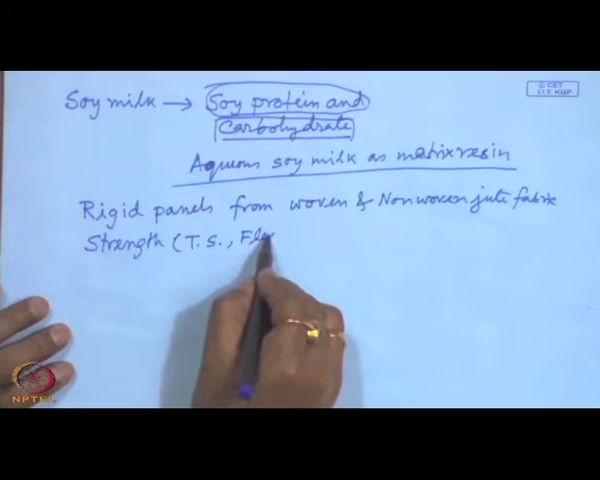 Soy milk → Soy protein and
Carbohydrate
Aqueous soy milk as matrix resin
Rigid panels from woven & Nonwoven jute fabric
Strength (T.S., Fle
© CET
I.I.T. KGP
NPTEL